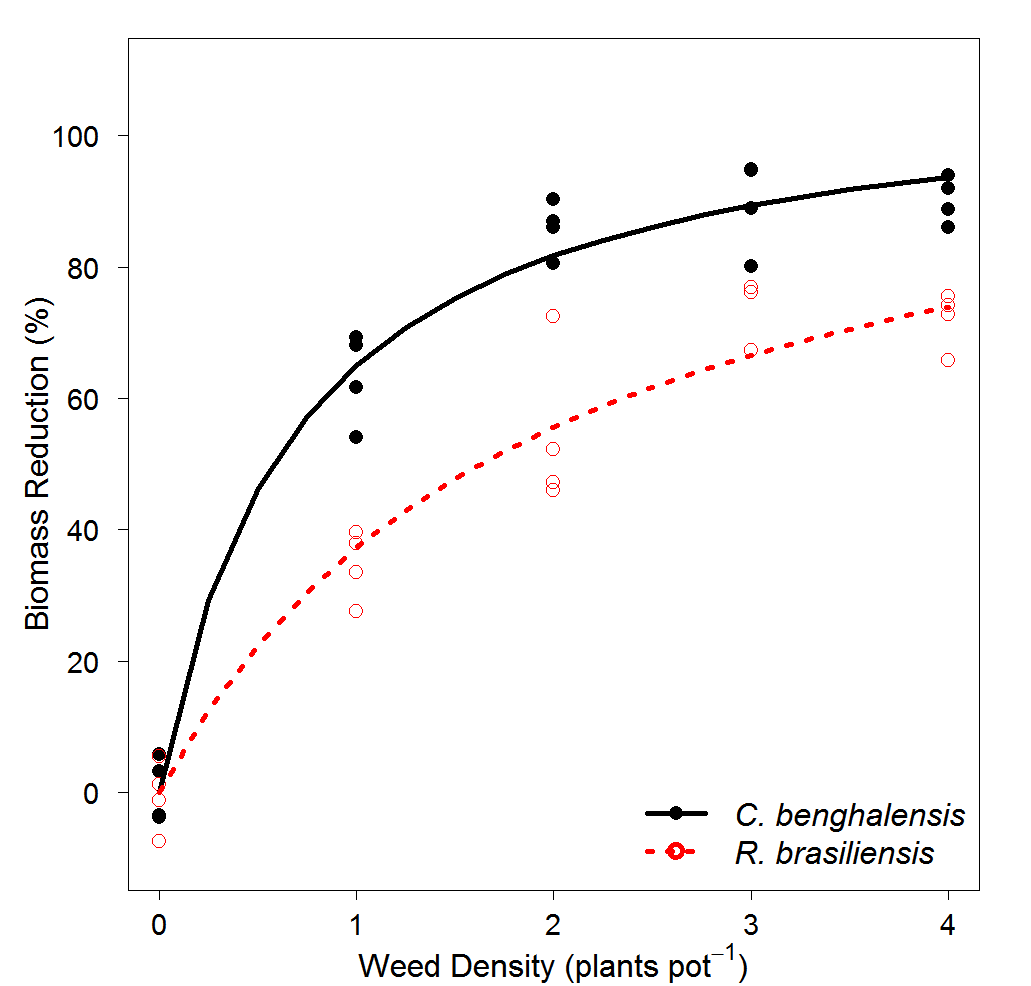 Biomass Reduction (%)
100
80
60
40
20
0
C. benghalensis
R. brasiliensis
0 1 2 3 4
Weed Density (plants pot⁻¹)